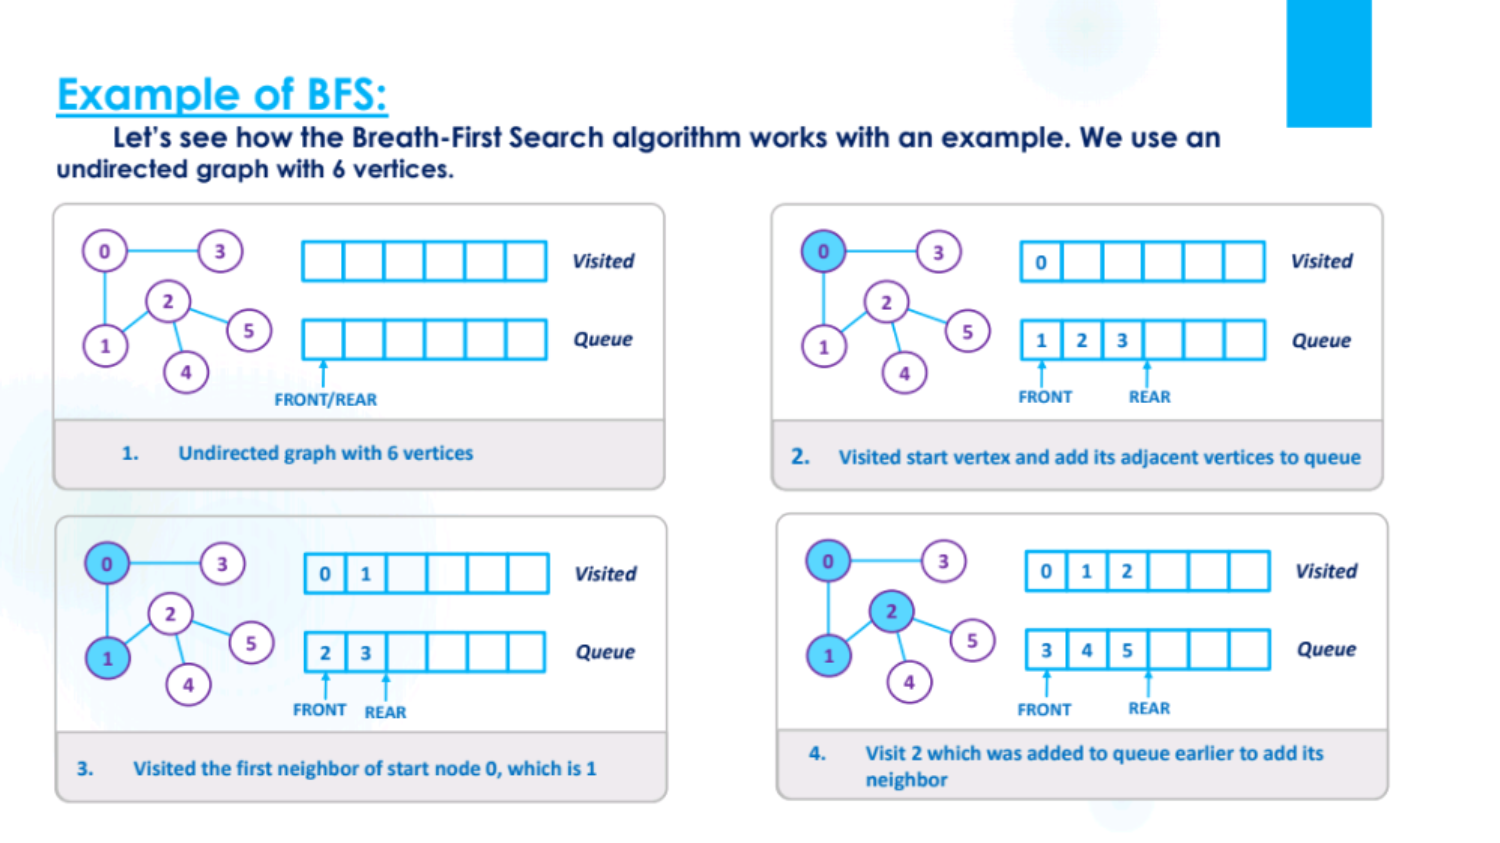 Example of BFS:
Let's see how the Breath-First Search algorithm works with an example. We use an
undirected graph with 6 vertices.
0 3
2
5
1
4
Visited
Queue
FRONT/REAR
1. Undirected graph with 6 vertices
0 3
2
5
1
4
0 Visited
1 2 3 Queue
FRONT REAR
2. Visited start vertex and add its adjacent vertices to queue
0 3
2
5
1
4
0 1 Visited
2 3 Queue
FRONT REAR
3. Visited the first neighbor of start node 0, which is 1
0 3
2
5
1
4
0 1 2 Visited
3 4 5 Queue
FRONT REAR
4. Visit 2 which was added to queue earlier to add its
neighbor